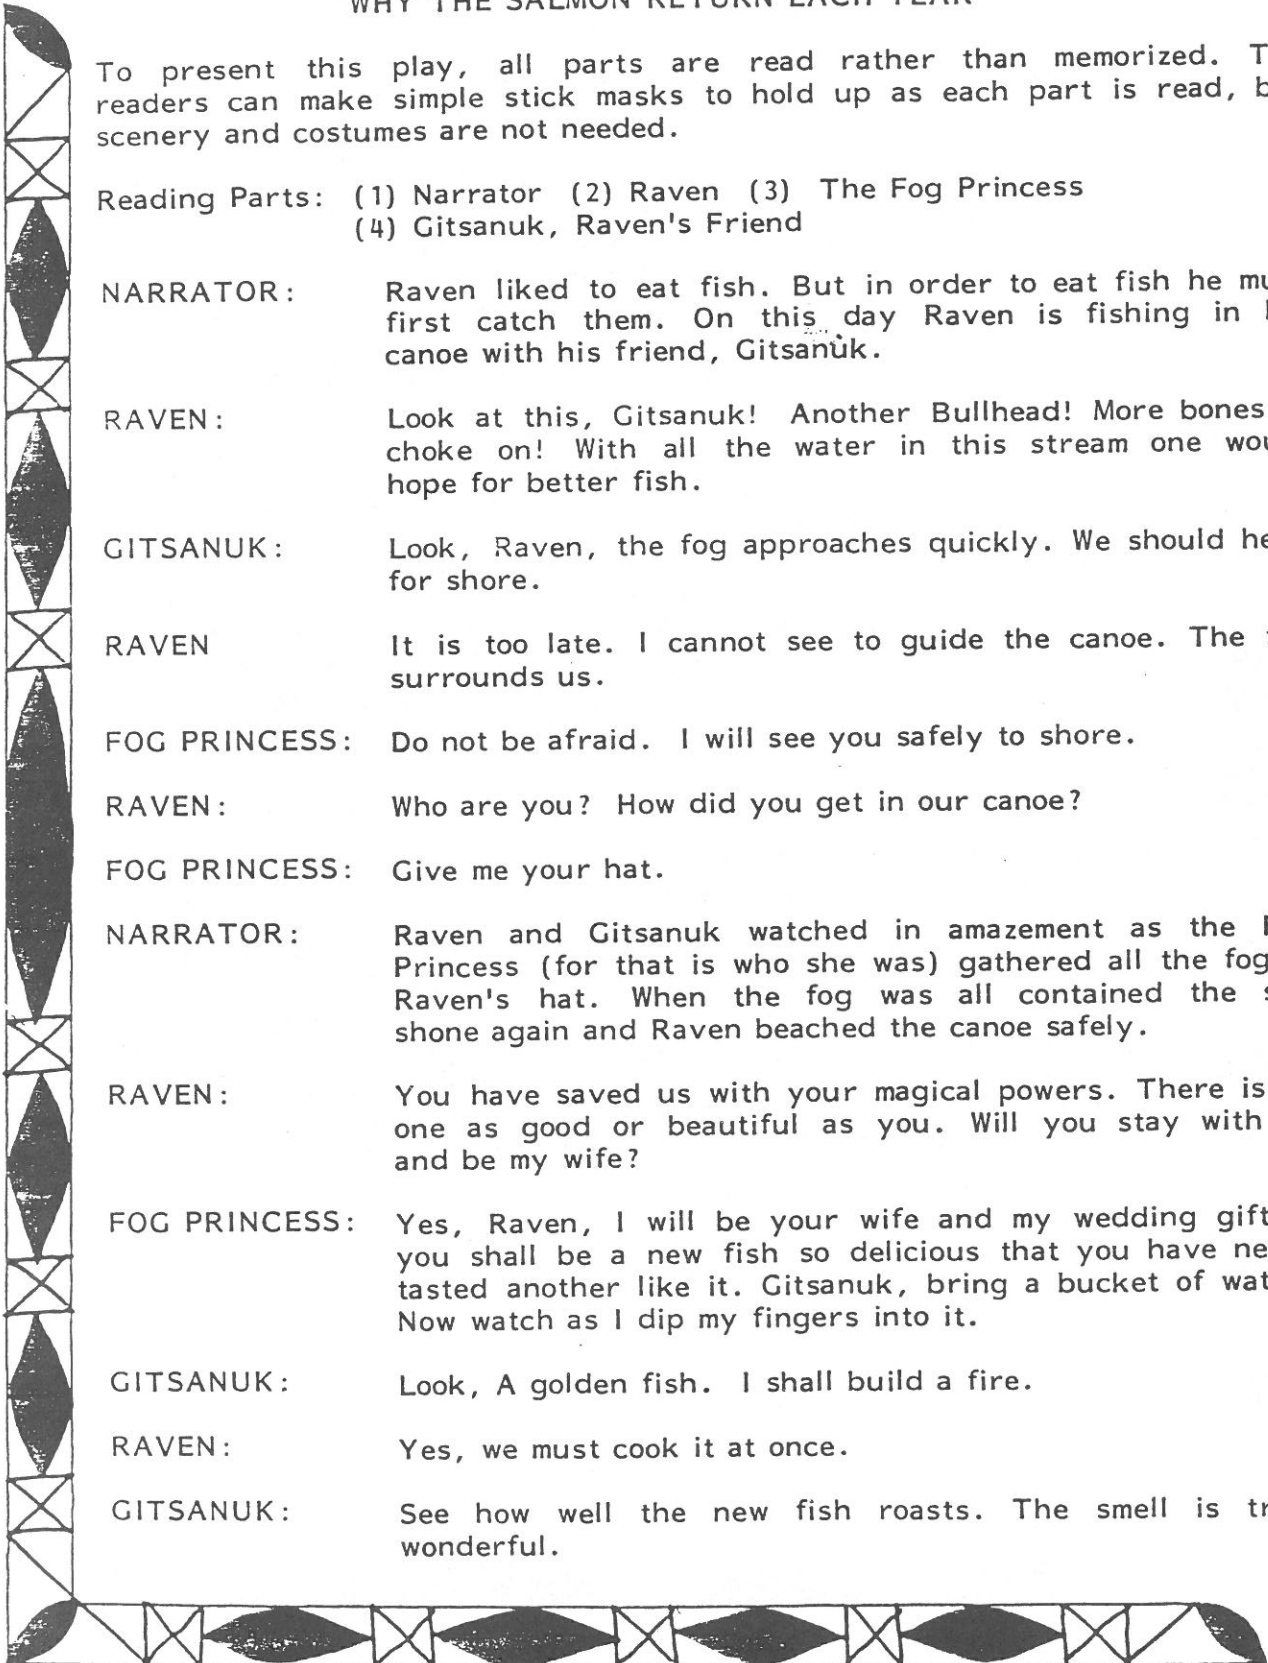 WHY THE SALMON RETURN EACH YEAR
To present this play, all parts are read rather than memorized. T
readers can make simple stick masks to hold up as each part is read, b
scenery and costumes are not needed.
Reading Parts: (1) Narrator (2) Raven (3) The Fog Princess
(4) Gitsanuk, Raven's Friend
NARRATOR: Raven liked to eat fish. But in order to eat fish he mu
first catch them. On this day Raven is fishing in
canoe with his friend, Gitsanuk.
RAVEN: Look at this, Gitsanuk! Another Bullhead! More bones
choke on! With all the water in this stream one wou
hope for better fish.
GITSANUK: Look, Raven, the fog approaches quickly. We should he
for shore.
RAVEN It is too late. I cannot see to guide the canoe. The
surrounds us.
FOG PRINCESS: Do not be afraid. I will see you safely to shore.
RAVEN: Who are you? How did you get in our canoe?
FOG PRINCESS: Give me your hat.
NARRATOR: Raven and Gitsanuk watched in amazement as the
Princess (for that is who she was) gathered all the fog
Raven's hat. When the fog was all contained the s
shone again and Raven beached the canoe safely.
RAVEN: You have saved us with your magical powers. There is
one as good or beautiful as you. Will you stay with
and be my wife?
FOG PRINCESS: Yes, Raven, I will be your wife and my wedding gift
you shall be a new fish so delicious that you have ne
tasted another like it. Gitsanuk, bring a bucket of wat
Now watch as I dip my fingers into it.
GITSANUK: Look, A golden fish. I shall build a fire.
RAVEN: Yes, we must cook it at once.
GITSANUK: See how well the new fish roasts. The smell is tr
wonderful.